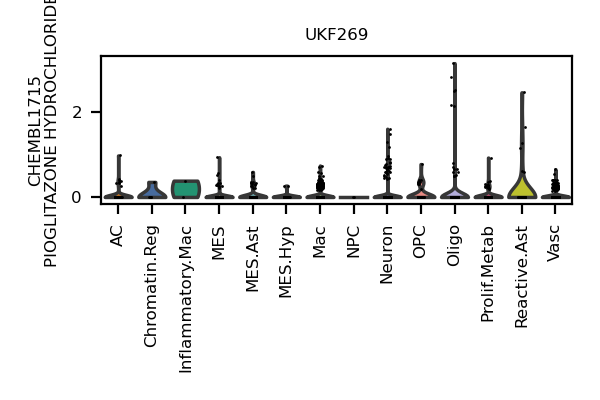 UKF269
CHEMBL1715
PIOGLITAZONE HYDROCHLORIDE
2
0
AC
Chromatin.Reg
Inflammatory.Mac
MES
MES.Ast
MES.Hyp
Mac
NPC
Neuron
OPC
Oligo
Prolif.Metab
Reactive.Ast
Vasc